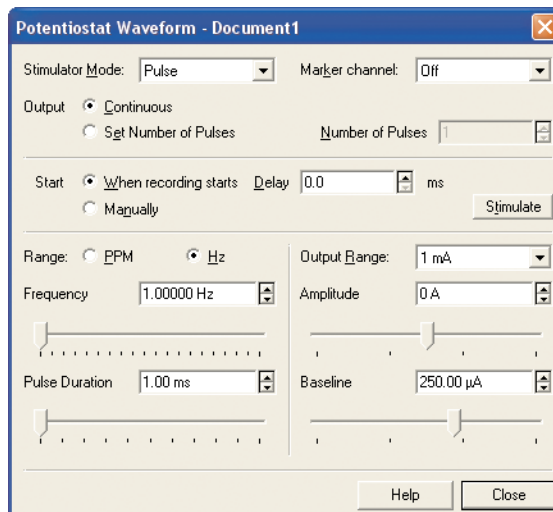 Potentiostat Waveform - Document1
Stimulator Mode: Pulse Marker channel: Off
Output Continuous
Set Number of Pulses Number of Pulses 1
Start When recording starts Delay 0.0 ms
Manually Stimulate
Range: PPM Hz Output Range: 1 mA
Frequency 1.00000 Hz Amplitude 0 A
Pulse Duration 1.00 ms Baseline 250.00 µA
Help Close